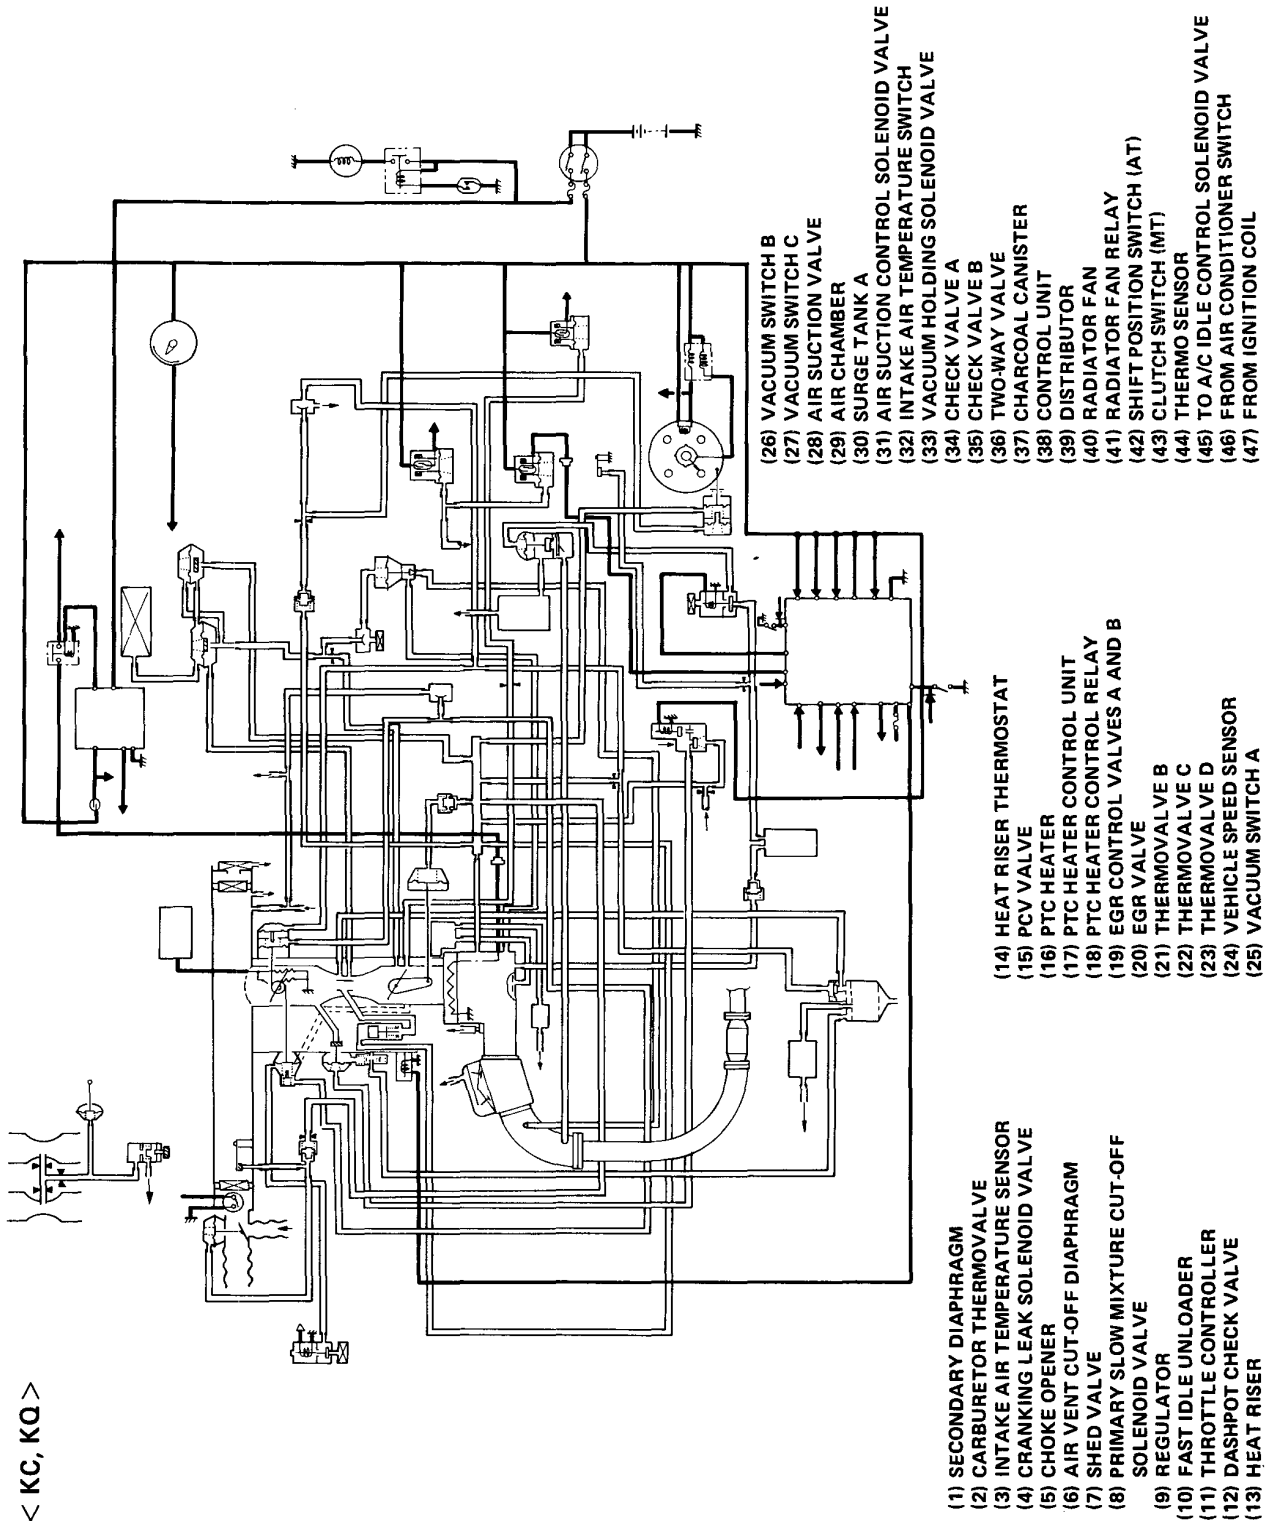 < KC, KQ >
(1) SECONDARY DIAPHRAGM
(2) CARBURETOR THERMOVALVE
(3) INTAKE AIR TEMPERATURE SENSOR
(4) CRANKING LEAK SOLENOID VALVE
(5) CHOKE OPENER
(6) AIR VENT CUT-OFF DIAPHRAGM
(7) SHED VALVE
(8) PRIMARY SLOW MIXTURE CUT-OFF
SOLENOID VALVE
(9) REGULATOR
(10) FAST IDLE UNLOADER
(11) THROTTLE CONTROLLER
(12) DASHPOT CHECK VALVE
(13) HEAT RISER
(14) HEAT RISER THERMOSTAT
(15) PCV VALVE
(16) PTC HEATER
(17) PTC HEATER CONTROL UNIT
(18) PTC HEATER CONTROL RELAY
(19) EGR CONTROL VALVES A AND B
(20) EGR VALVE
(21) THERMOVALVE B
(22) THERMOVALVE C
(23) THERMOVALVE D
(24) VEHICLE SPEED SENSOR
(25) VACUUM SWITCH A
(26) VACUUM SWITCH B
(27) VACUUM SWITCH C
(28) AIR SUCTION VALVE
(29) AIR CHAMBER
(30) SURGE TANK A
(31) AIR SUCTION CONTROL SOLENOID VALVE
(32) INTAKE AIR TEMPERATURE SWITCH
(33) VACUUM HOLDING SOLENOID VALVE
(34) CHECK VALVE A
(35) CHECK VALVE B
(36) TWO-WAY VALVE
(37) CHARCOAL CANISTER
(38) CONTROL UNIT
(39) DISTRIBUTOR
(40) RADIATOR FAN
(41) RADIATOR FAN RELAY
(42) SHIFT POSITION SWITCH (AT)
(43) CLUTCH SWITCH (MT)
(44) THERMO SENSOR
(45) TO A/C IDLE CONTROL SOLENOID VALVE
(46) FROM AIR CONDITIONER SWITCH
(47) FROM IGNITION COIL